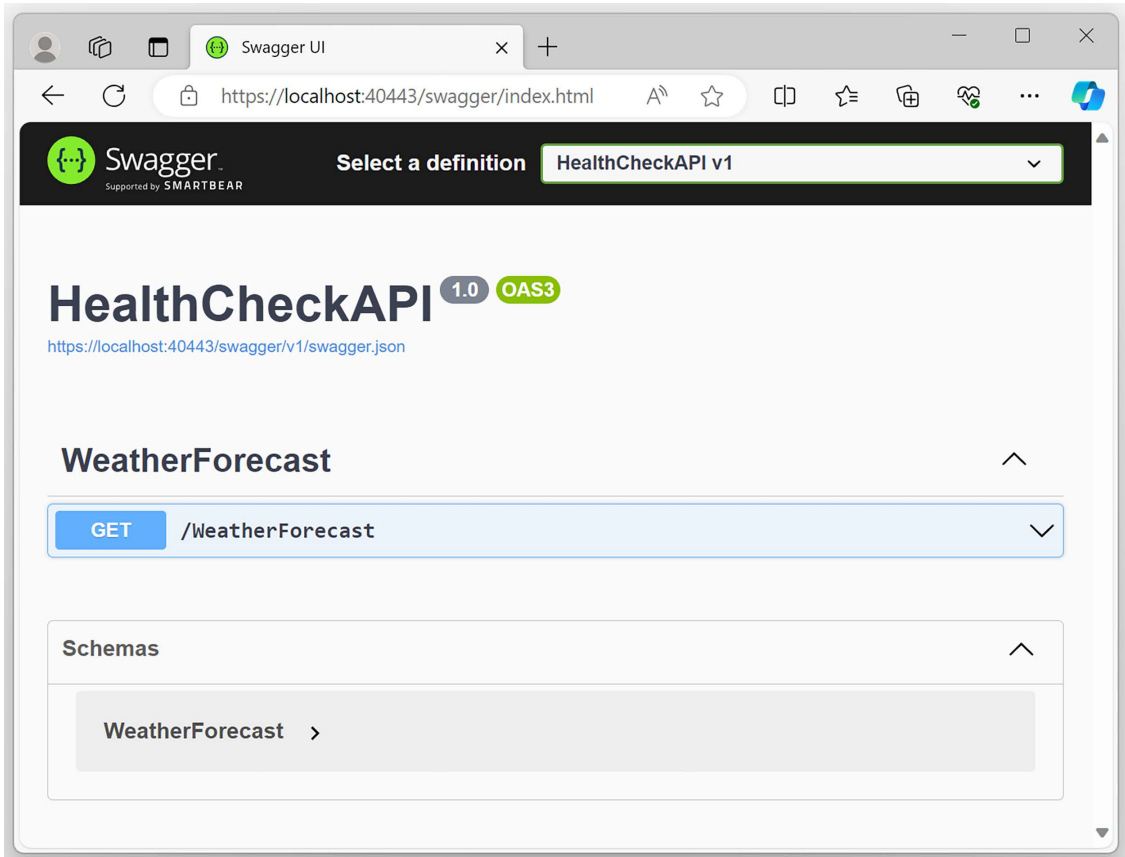 Swagger UI
https://localhost:40443/swagger/index.html
Swagger™
Supported by SMARTBEAR
Select a definition
HealthCheckAPI v1
HealthCheckAPI 1.0 OAS3
https://localhost:40443/swagger/v1/swagger.json
WeatherForecast
GET /WeatherForecast
Schemas
WeatherForecast